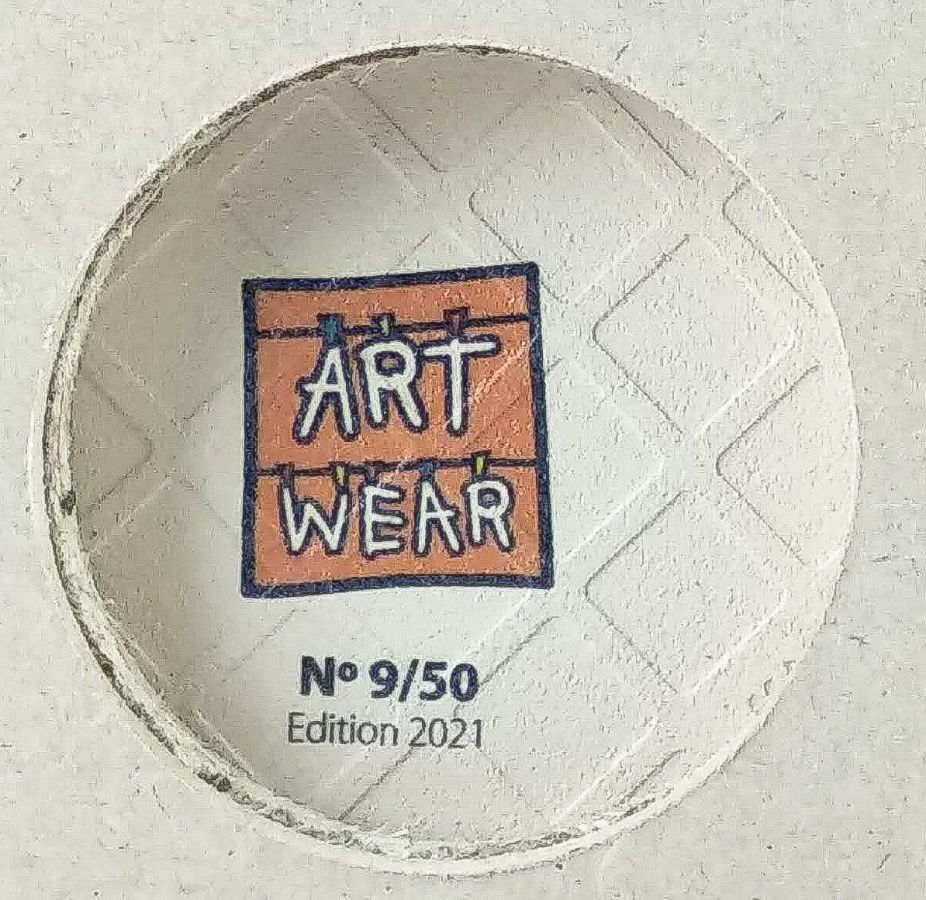 ART
WEAR
Nº 9/50
Edition 2021